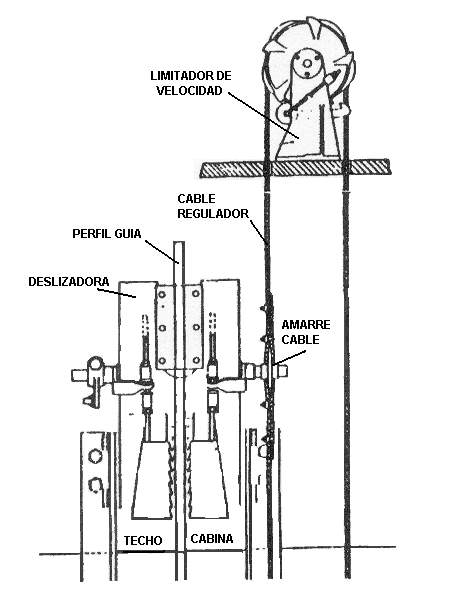 LIMITADOR DE
VELOCIDAD
CABLE
REGULADOR
PERFIL GUIA
DESLIZADORA
AMARRE
CABLE
TECHO
CABINA